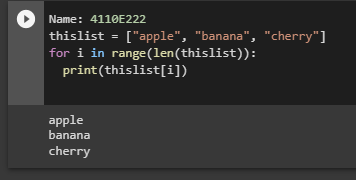 Name: 4110E222
thislist = ["apple", "banana", "cherry"]
for i in range(len(thislist)):
  print(thislist[i])
apple
banana
cherry